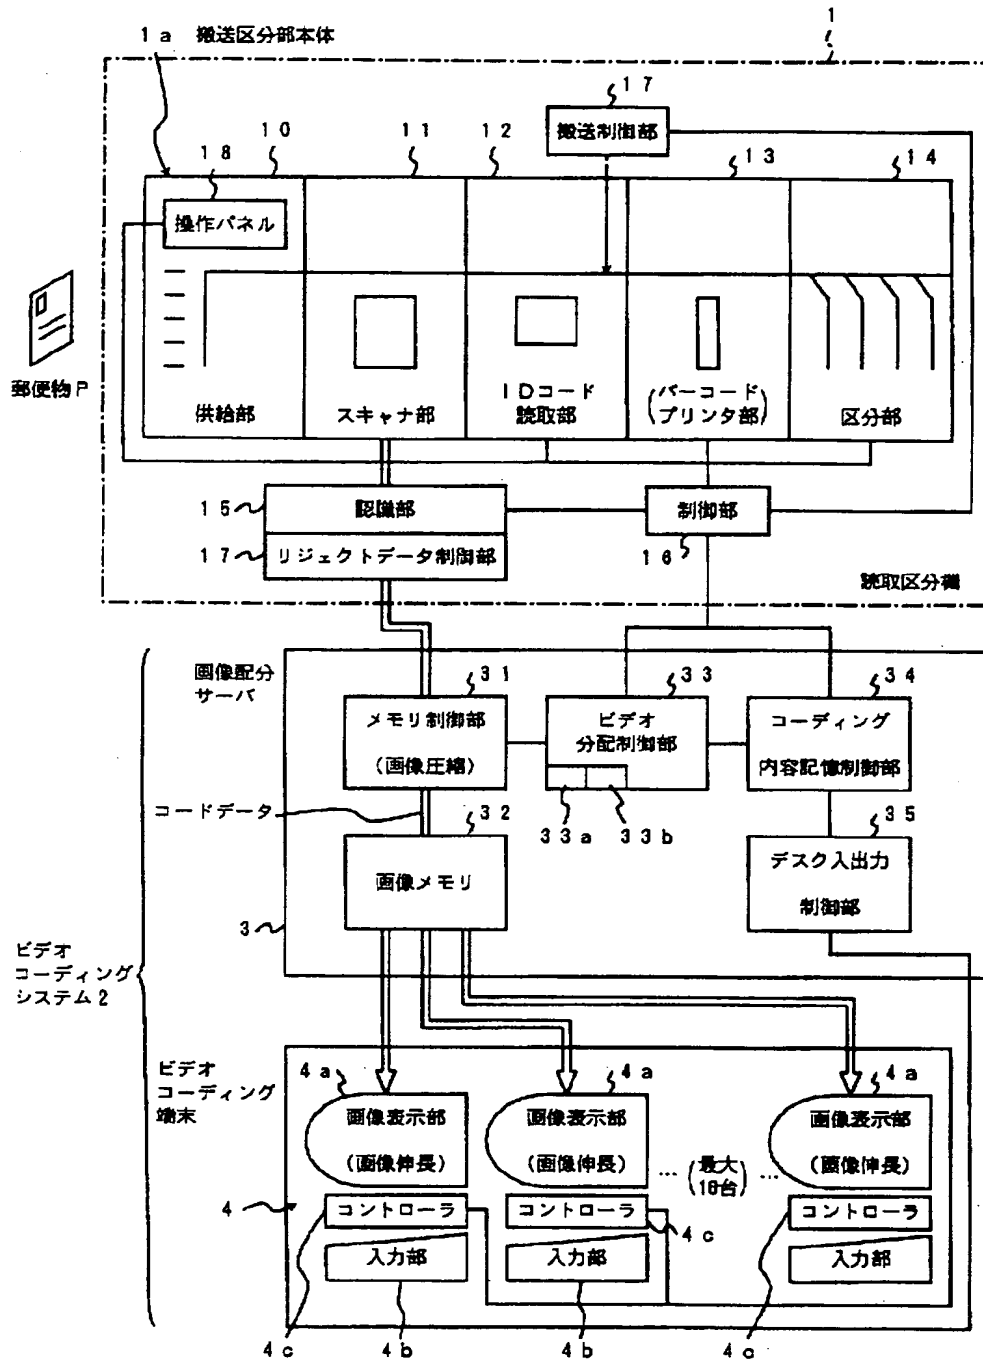 1
1a 搬送区分部本体
17
搬送制御部
10
11
12
13
14
18
操作パネル
郵便物P
供給部
スキャナ部
IDコード
読取部
(バーコード
プリンタ部)
区分部
15
認識部
制御部
16
17
リジェクトデータ制御部
読取区分機
画像配分
サーバ
31
メモリ制御部
(画像圧縮)
33
ビデオ
分配制御部
33a
33b
34
コーディング
内容記憶制御部
コードデータ
32
画像メモリ
35
デスク入出力
制御部
3
ビデオ
コーディング
システム2
ビデオ
コーディング
端末
4a
画像表示部
(画像伸長)
4a
画像表示部
(画像伸長)
…(最大
16台)…
4a
画像表示部
(画像伸長)
4
コントローラ
コントローラ
4c
コントローラ
入力部
入力部
入力部
4c
4b
4b
4c